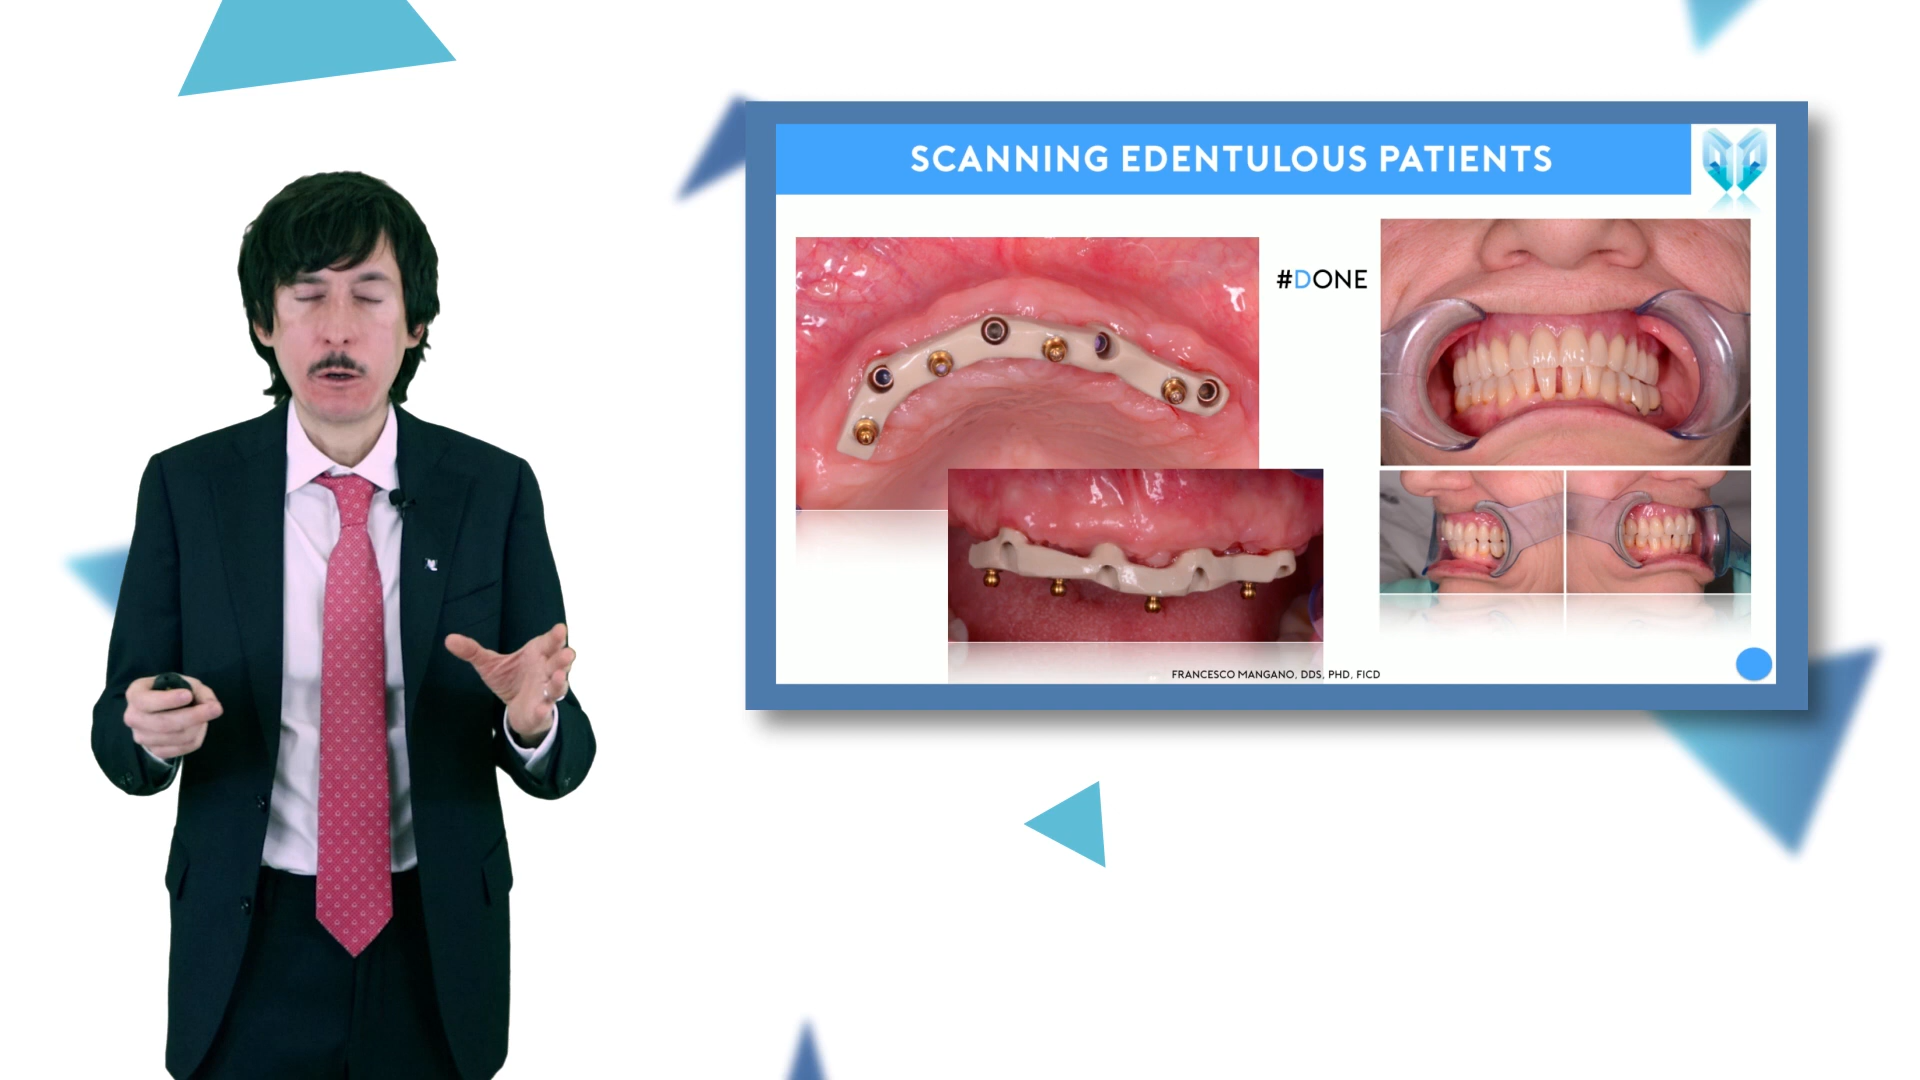 SCANNING EDENTULOUS PATIENTS
#DONE
FRANCESCO MANGANO, DDS, PHD, FICD